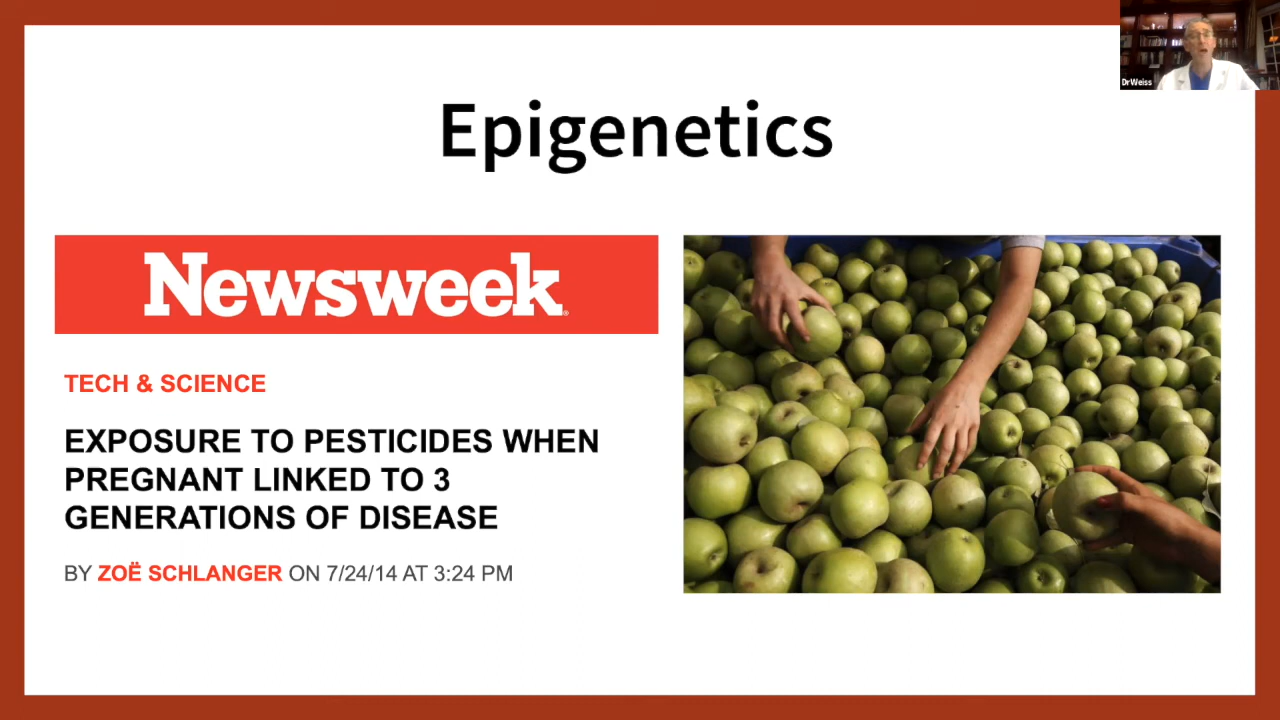 DrWeiss
Epigenetics
Newsweek®
TECH & SCIENCE
EXPOSURE TO PESTICIDES WHEN
PREGNANT LINKED TO 3
GENERATIONS OF DISEASE
BY ZOË SCHLANGER ON 7/24/14 AT 3:24 PM